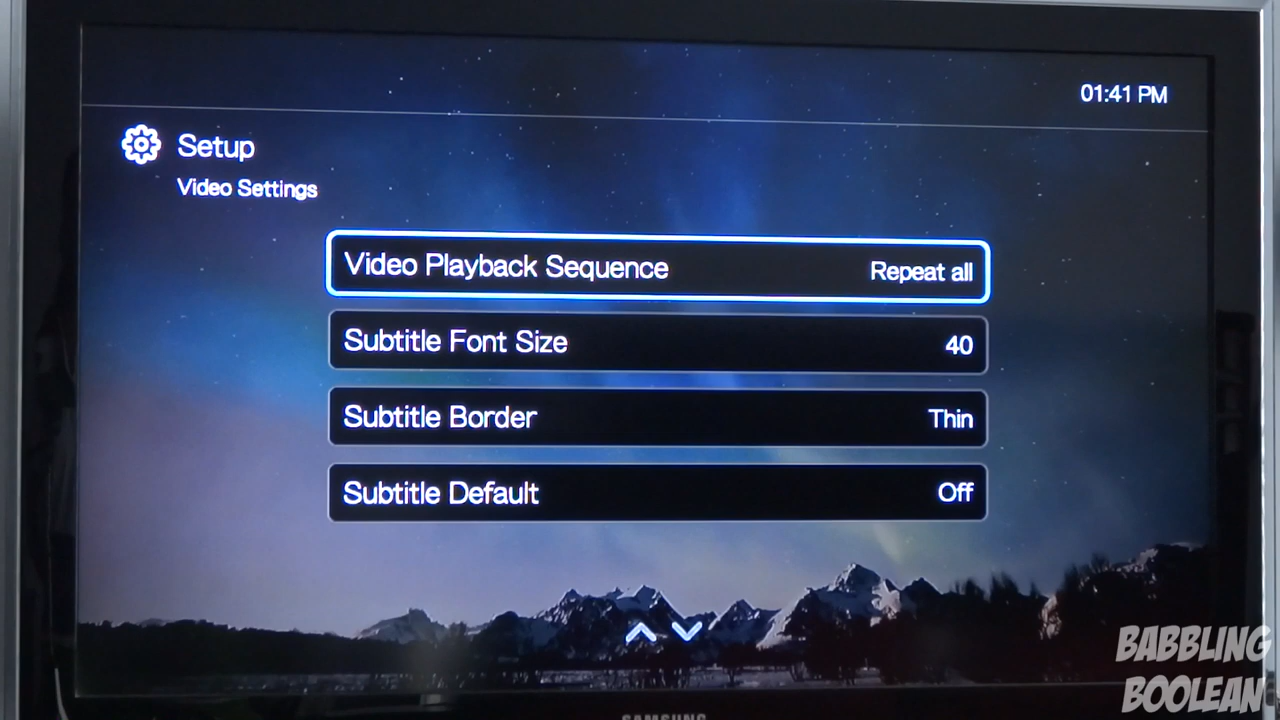 01:41 PM
Setup
Video Settings
Video Playback Sequence Repeat all
Subtitle Font Size 40
Subtitle Border Thin
Subtitle Default Off
SAMSUNG
BABBLING
BOOLEAN